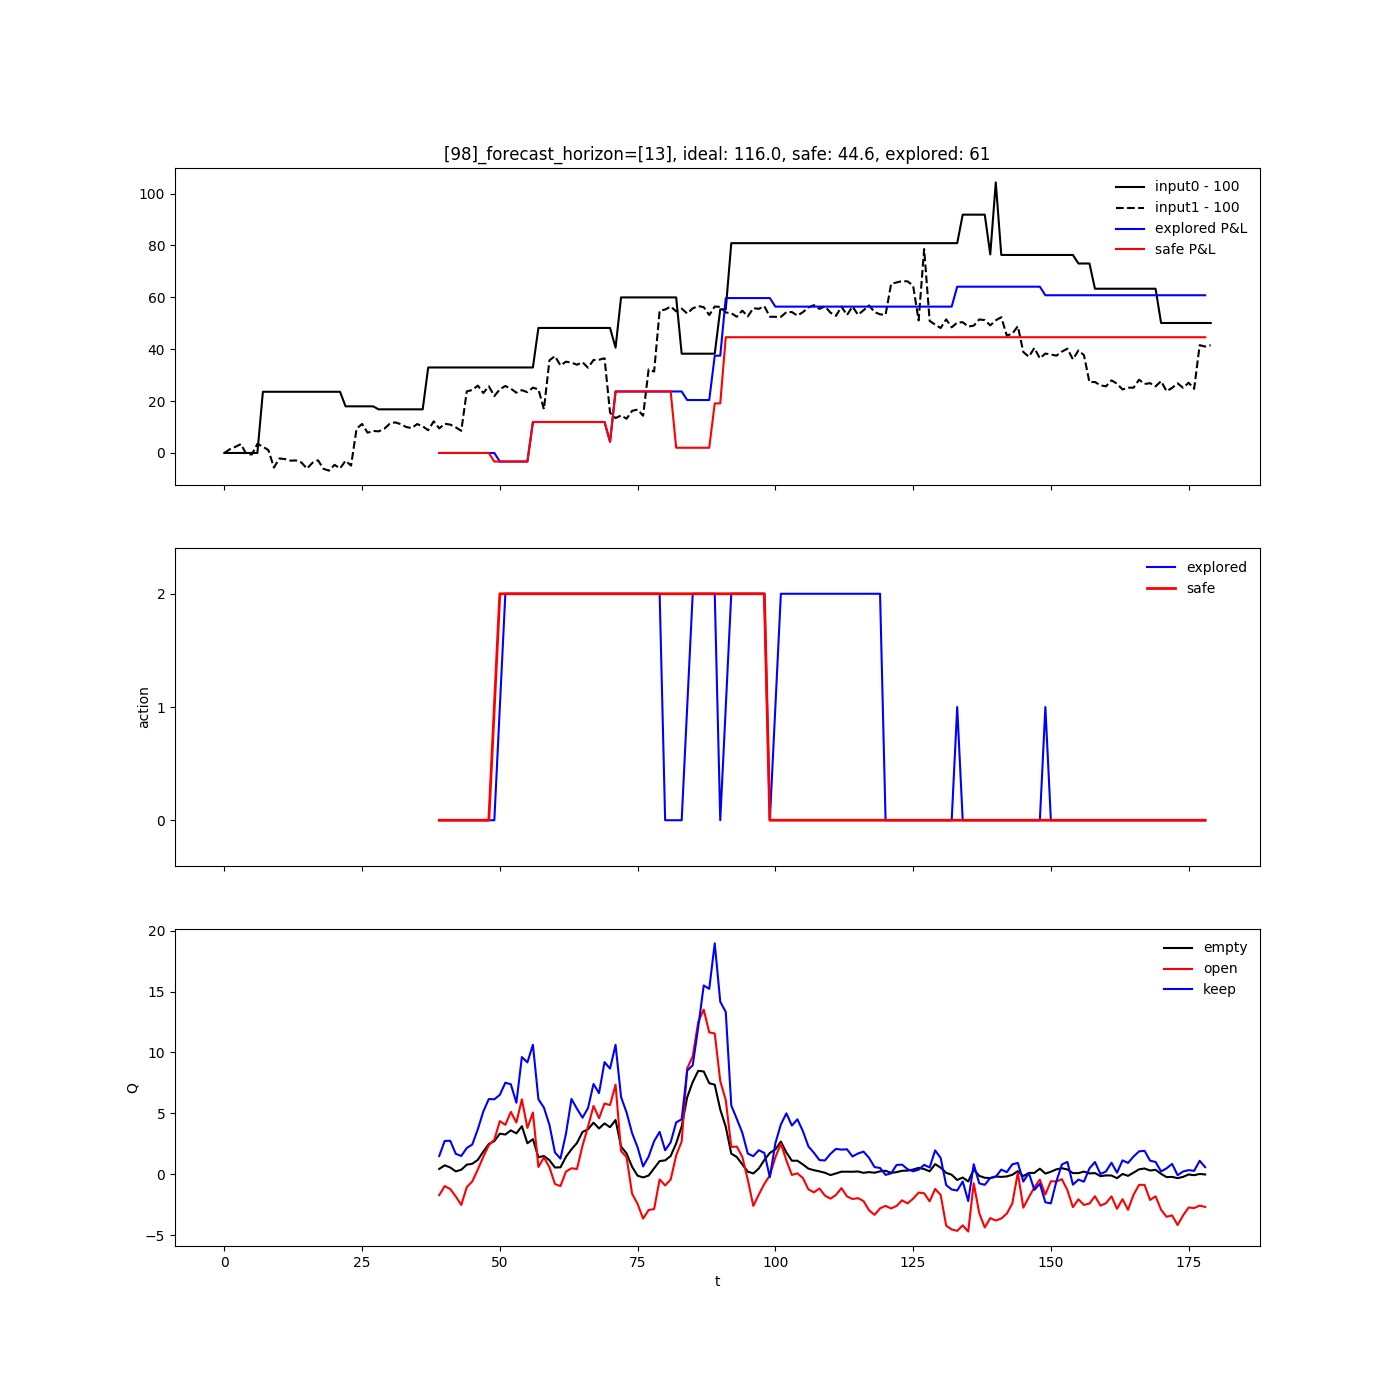 [98]_forecast_horizon=[13], ideal: 116.0, safe: 44.6, explored: 61
100
80
60
40
20
0
input0 - 100
input1 - 100
explored P&L
safe P&L
2
1
0
action
explored
safe
20
15
10
5
0
−5
Q
empty
open
keep
0 25 50 75 100 125 150 175
t